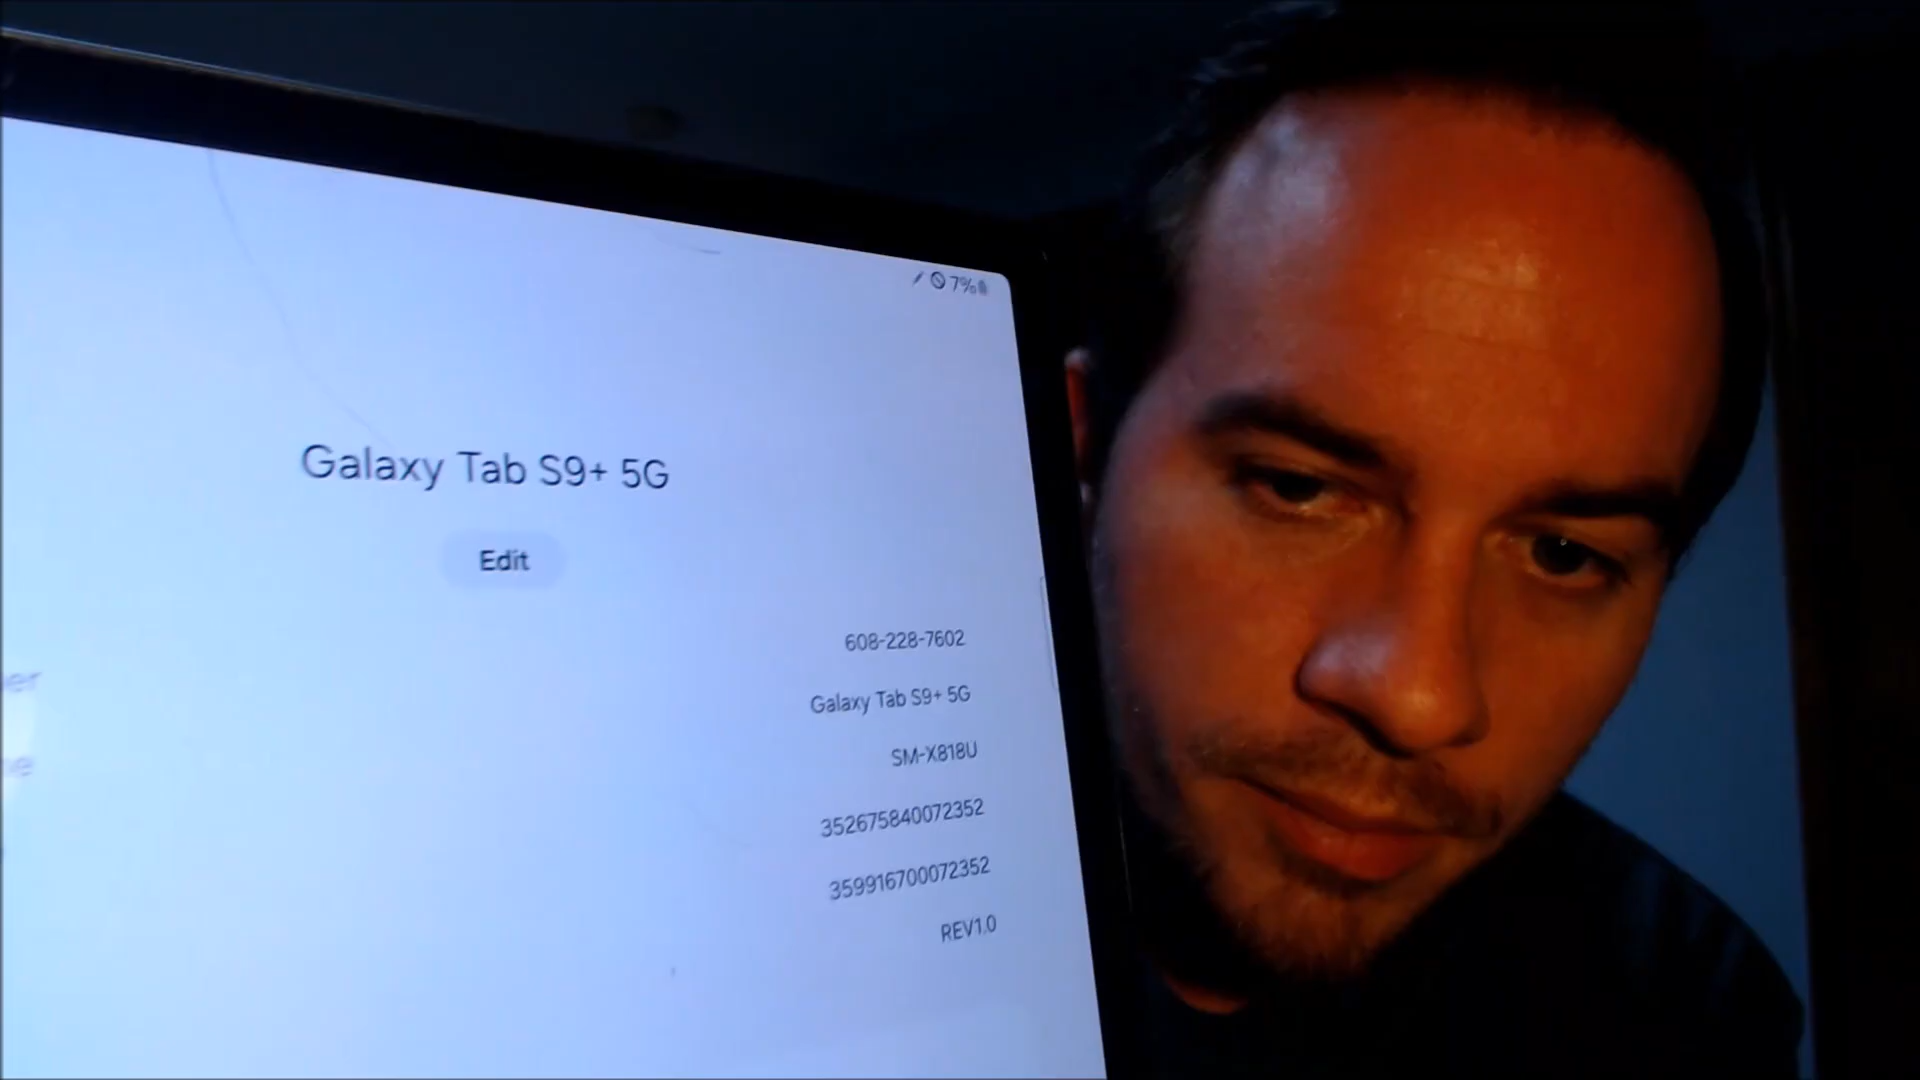 7%
Galaxy Tab S9+ 5G
Edit
608-228-7602
Galaxy Tab S9+ 5G
SM-X818U
352675840072352
359916700072352
REV1.0